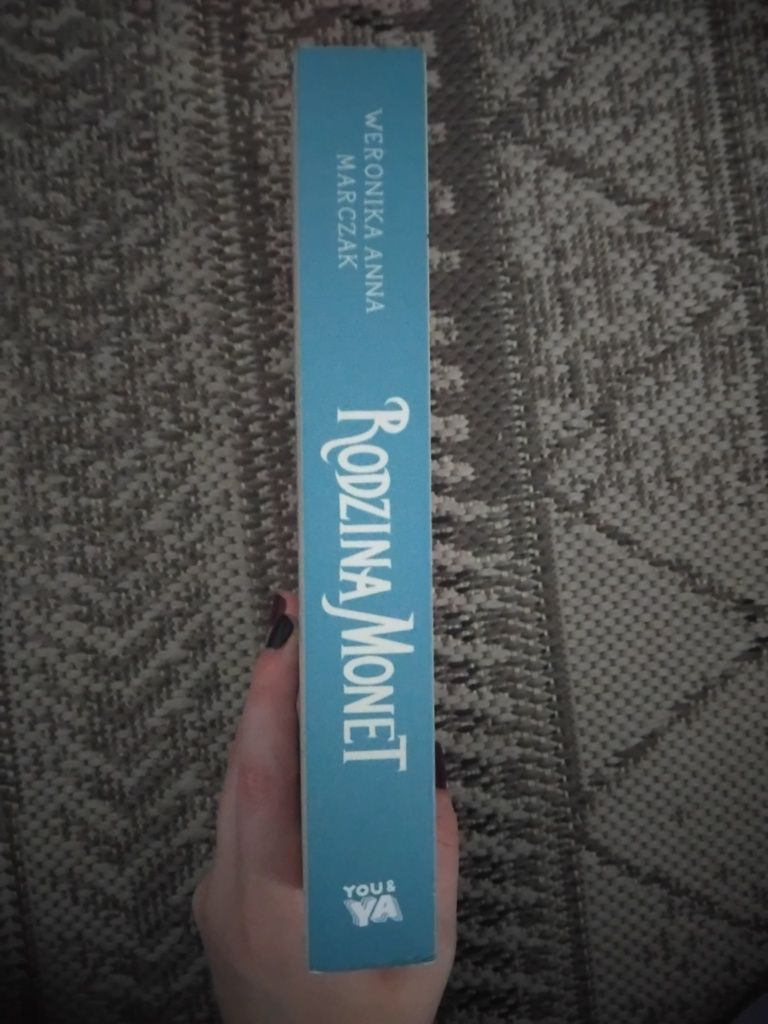 WERONIKA ANNA
MARCZAK
RODZINA MONET
YOU&
YA